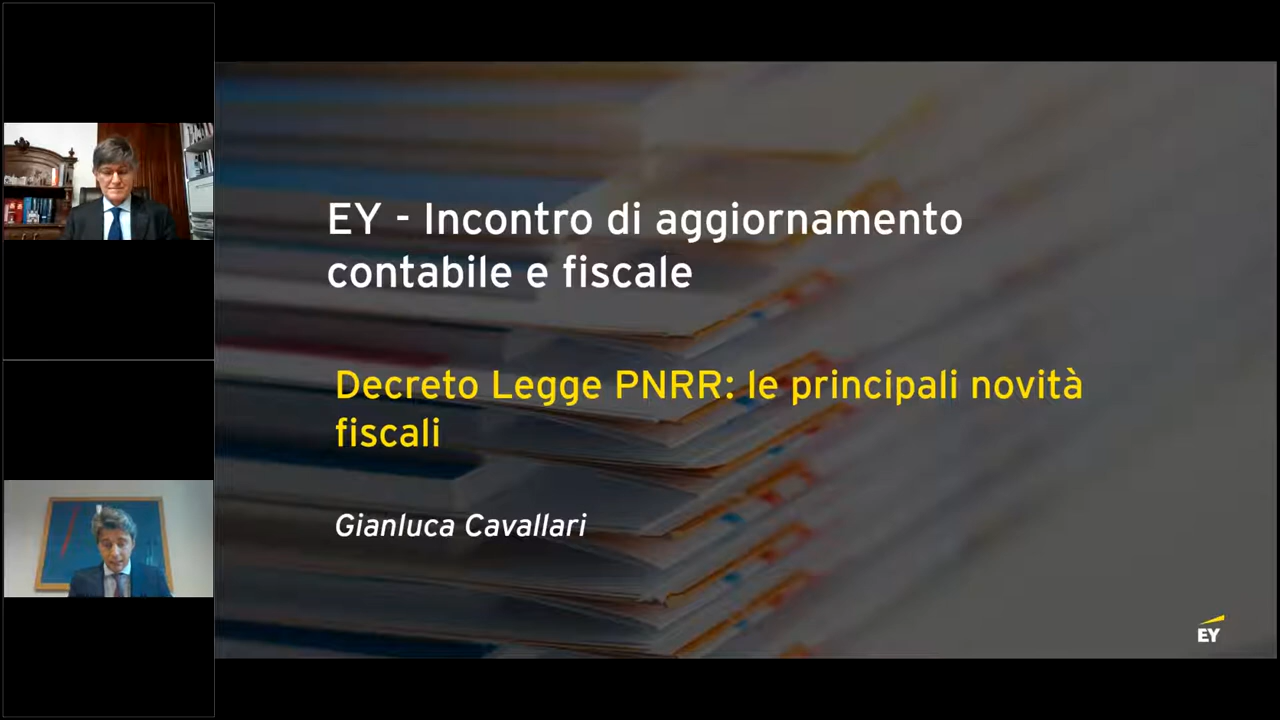 EY - Incontro di aggiornamento
contabile e fiscale
Decreto Legge PNRR: le principali novità
fiscali
Gianluca Cavallari
EY